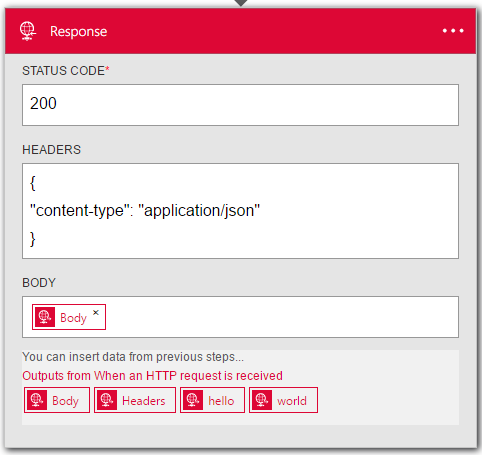 Response
STATUS CODE*
200
HEADERS
{
"content-type": "application/json"
}
BODY
Body ×
You can insert data from previous steps...
Outputs from When an HTTP request is received
Body Headers hello world